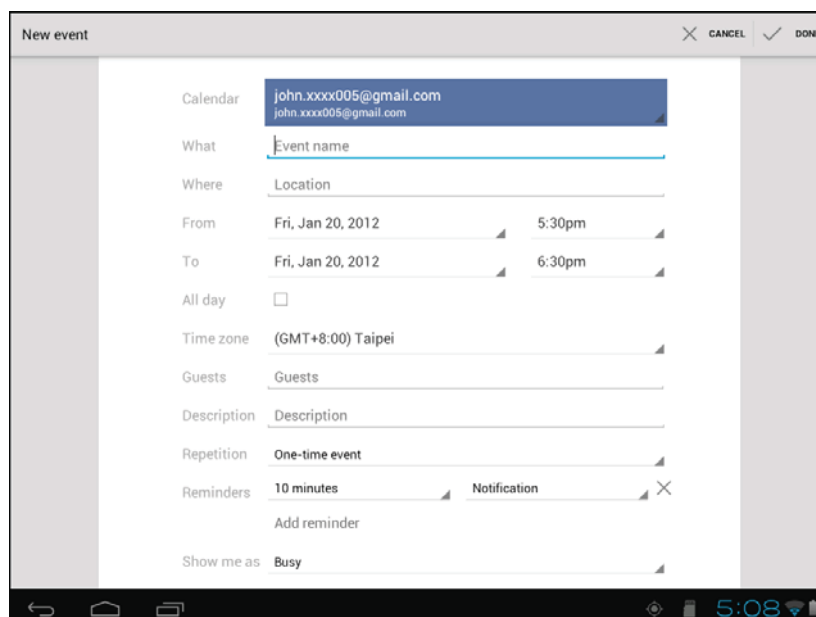 New event CANCEL DONE
Calendar john.xxxx005@gmail.com
john.xxxx005@gmail.com
What Event name
Where Location
From Fri, Jan 20, 2012 5:30pm
To Fri, Jan 20, 2012 6:30pm
All day
Time zone (GMT+8:00) Taipei
Guests Guests
Description Description
Repetition One-time event
Reminders 10 minutes Notification
Add reminder
Show me as Busy
5:08